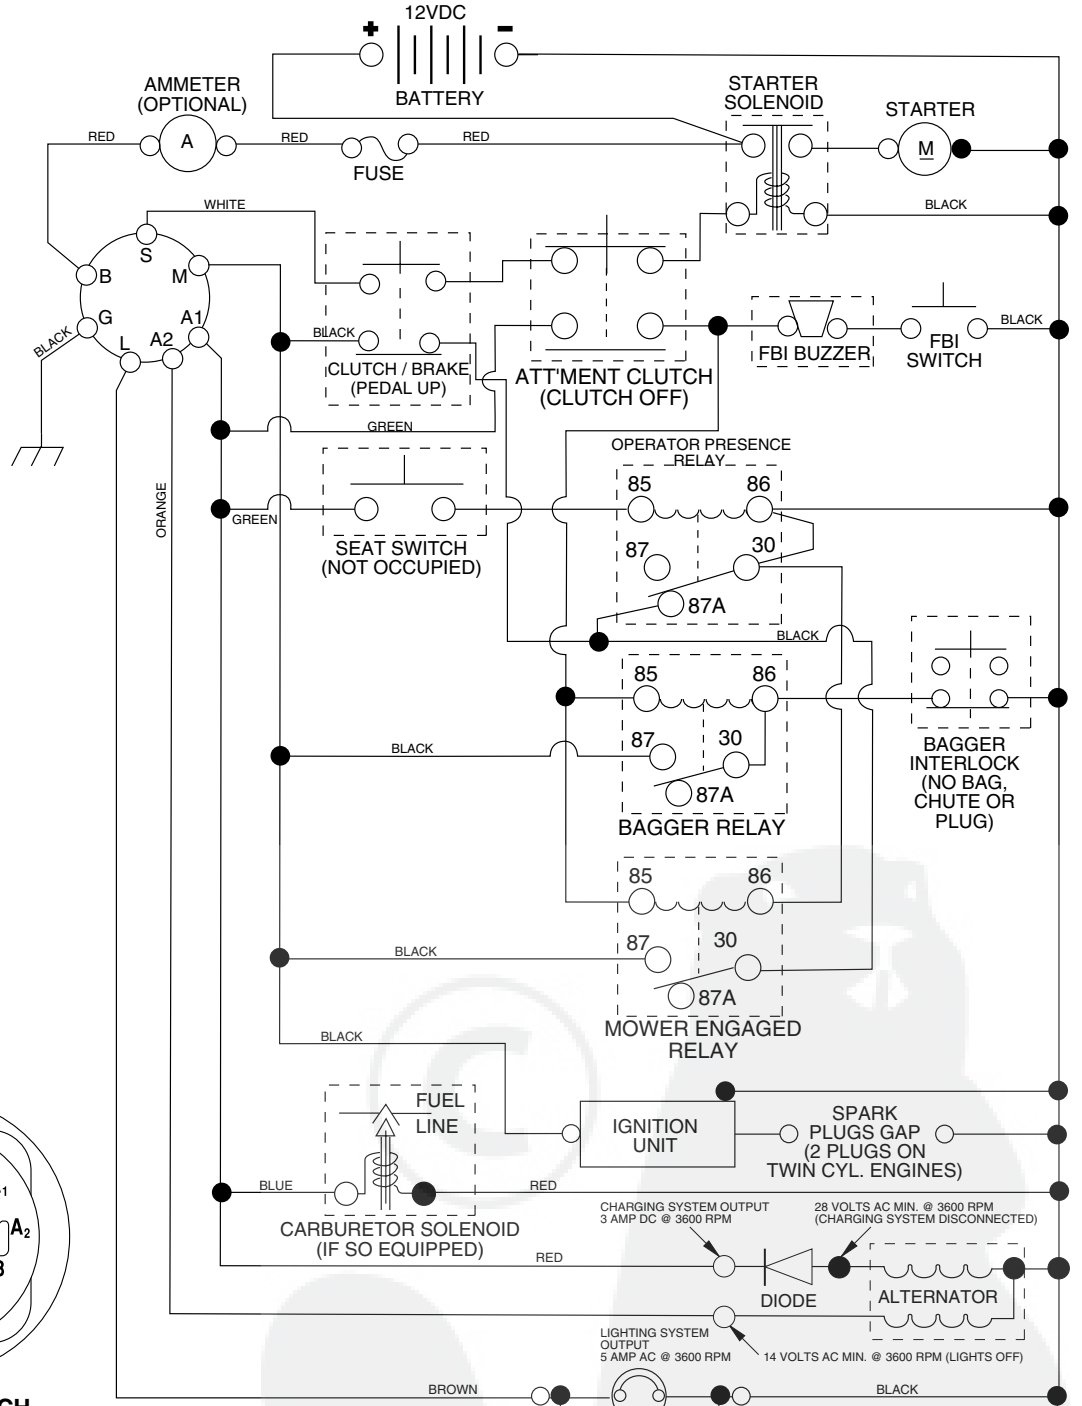 12VDC
+ -
BATTERY
AMMETER
(OPTIONAL)
RED
A
RED
FUSE
RED
STARTER
SOLENOID
STARTER
M
BLACK
WHITE
S
B
M
G
A1
L
A2
BLACK
BLACK
CLUTCH / BRAKE
(PEDAL UP)
ATT'MENT CLUTCH
(CLUTCH OFF)
FBI BUZZER
FBI
SWITCH
BLACK
GREEN
OPERATOR PRESENCE
RELAY
85
86
87
30
87A
ORANGE
GREEN
SEAT SWITCH
(NOT OCCUPIED)
BLACK
85
86
87
30
87A
BAGGER RELAY
BLACK
BAGGER
INTERLOCK
(NO BAG,
CHUTE OR
PLUG)
85
86
87
30
87A
MOWER ENGAGED
RELAY
BLACK
©
BLACK
FUEL
LINE
IGNITION
UNIT
SPARK
PLUGS GAP
(2 PLUGS ON
TWIN CYL. ENGINES)
BLUE
RED
CARBURETOR SOLENOID
(IF SO EQUIPPED)
CHARGING SYSTEM OUTPUT
3 AMP DC @ 3600 RPM
28 VOLTS AC MIN. @ 3600 RPM
(CHARGING SYSTEM DISCONNECTED)
RED
DIODE
ALTERNATOR
LIGHTING SYSTEM
OUTPUT
5 AMP AC @ 3600 RPM
14 VOLTS AC MIN. @ 3600 RPM (LIGHTS OFF)
BROWN
BLACK
A2